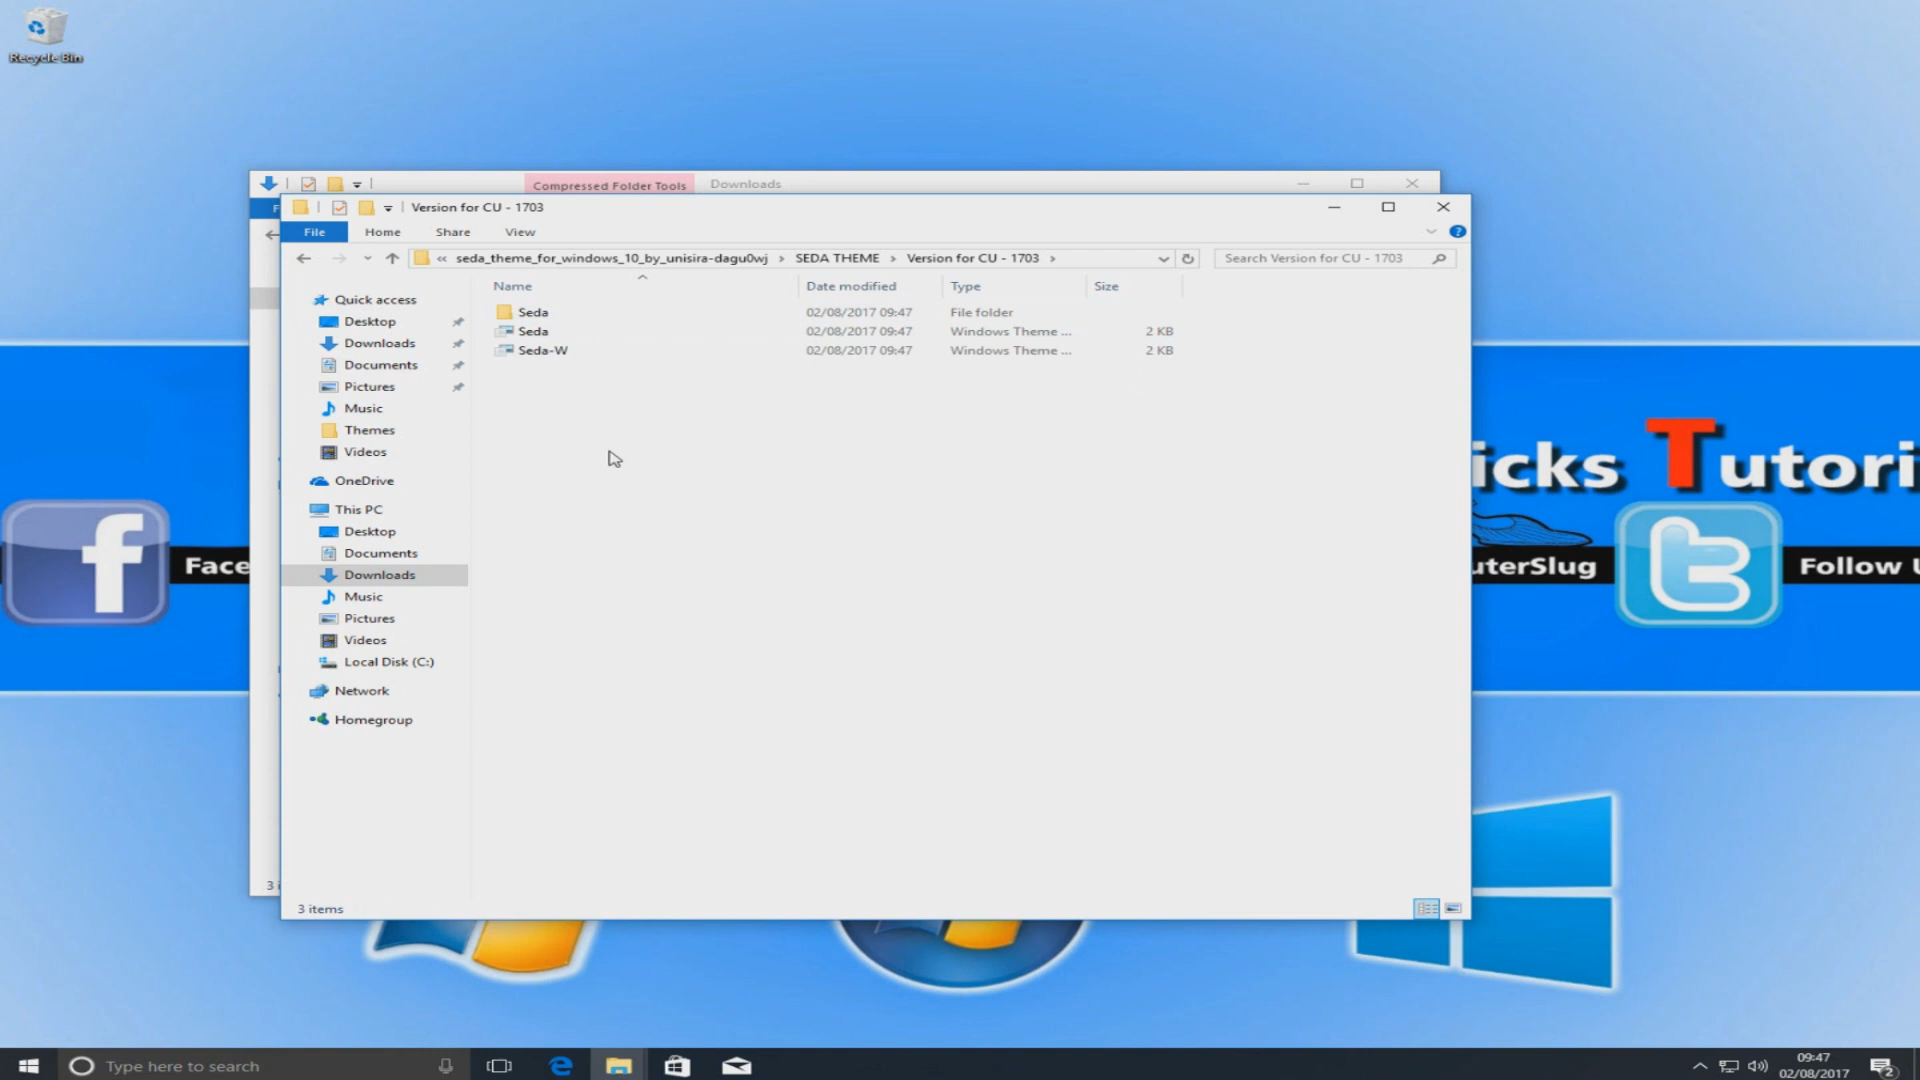 Recycle Bin
Compressed Folder Tools
Downloads
Version for CU - 1703
File
Home
Share
View
« seda_theme_for_windows_10_by_unisira-dagu0wj › SEDA THEME › Version for CU - 1703 ›
Search Version for CU - 1703
Name
Date modified
Type
Size
Seda 02/08/2017 09:47 File folder
Seda 02/08/2017 09:47 Windows Theme ... 2 KB
Seda-W 02/08/2017 09:47 Windows Theme ... 2 KB
Quick access
Desktop
Downloads
Documents
Pictures
Music
Themes
Videos
OneDrive
This PC
Desktop
Documents
Downloads
Music
Pictures
Videos
Local Disk (C:)
Network
Homegroup
3 items
3 i
icks Tutori
f
Face
uterSlug
t
Follow U
Type here to search
09:47
02/08/2017
2